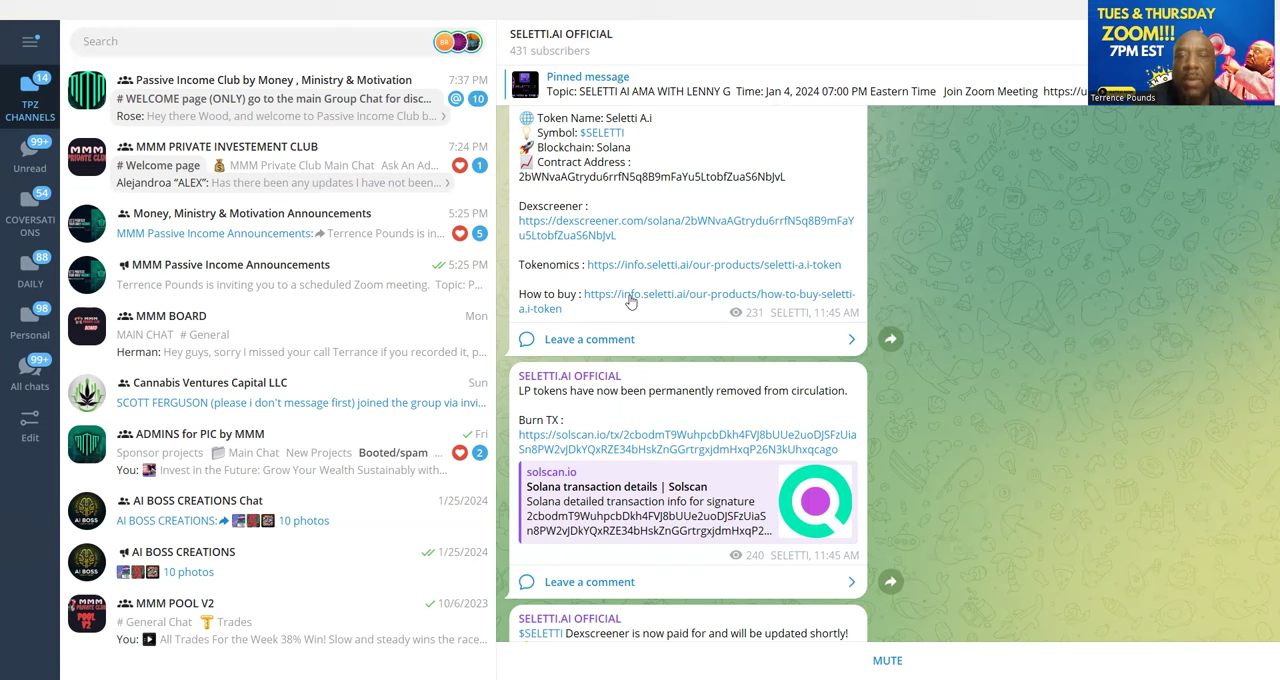 Search
BR
14
TPZ
CHANNELS
99+
Unread
54
COVERSATI
ONS
88
DAILY
98
Personal
99+
All chats
Edit
Passive Income Club by Money , Ministry & Motivation 7:37 PM
# WELCOME page (ONLY) go to the main Group Chat for disc... @ 10
Rose: Hey there Wood, and welcome to Passive Income Club b...
MMM PRIVATE CLUB
MMM PRIVATE INVESTEMENT CLUB 7:24 PM
# Welcome page MMM Private Club Main Chat Ask An Ad... 1
Alejandroa “ALEX”: Has there been any updates I have not been...
Money, Ministry & Motivation Announcements 5:25 PM
MMM Passive Income Announcements: Terrence Pounds is in... 5
MMM Passive Income Announcements 5:25 PM
Terrence Pounds is inviting you to a scheduled Zoom meeting. Topic: P...
MMM BOARD Mon
MAIN CHAT # General
Herman: Hey guys, sorry I missed your call Terrance if you recorded it, p...
Cannabis Ventures Capital LLC Sun
SCOTT FERGUSON (please i don't message first) joined the group via invi...
ADMINS for PIC by MMM Fri
Sponsor projects Main Chat New Projects Booted/spam ... 2
You: Invest in the Future: Grow Your Wealth Sustainably with...
AI BOSS
AI BOSS CREATIONS Chat 1/25/2024
AI BOSS CREATIONS: 10 photos
AI BOSS
AI BOSS CREATIONS 1/25/2024
10 photos
MMM PRIVATE CLUB
POOL V2
MMM POOL V2 10/6/2023
# General Chat Trades
You: All Trades For the Week 38% Win! Slow and steady wins the race...
SELETTI.AI OFFICIAL
431 subscribers
Pinned message
Topic: SELETTI AI AMA WITH LENNY G Time: Jan 4, 2024 07:00 PM Eastern Time Join Zoom Meeting https://u
TUES & THURSDAY
ZOOM!!!
7PM EST
Terrence Pounds
Token Name: Seletti A.i
Symbol: $SELETTI
Blockchain: Solana
Contract Address :
2bWNvaAGtrydu6rrfN5q8B9mFaYu5LtobfZuaS6NbJvL
Dexscreener :
https://dexscreener.com/solana/2bWNvaAGtrydu6rrfN5q8B9mFaY
u5LtobfZuaS6NbJvL
Tokenomics : https://info.seletti.ai/our-products/seletti-a.i-token
How to buy : https://info.seletti.ai/our-products/how-to-buy-seletti-
a.i-token
231 SELETTI, 11:45 AM
Leave a comment
SELETTI.AI OFFICIAL
LP tokens have now been permanently removed from circulation.
Burn TX :
https://solscan.io/tx/2cbodmT9WuhpcbDkh4FVJ8bUUe2uoDJSFzUia
Sn8PW2vJDkYQxRZE34bHskZnGGrtrgxjdmHxqP26N3kUhxqcago
solscan.io
Solana transaction details | Solscan
Solana detailed transaction info for signature
2cbodmT9WuhpcbDkh4FVJ8bUUe2uoDJSFzUiaS
n8PW2vJDkYQxRZE34bHskZnGGrtrgxjdmHxqP2...
240 SELETTI, 11:45 AM
Leave a comment
SELETTI.AI OFFICIAL
$SELETTI Dexscreener is now paid for and will be updated shortly!
MUTE